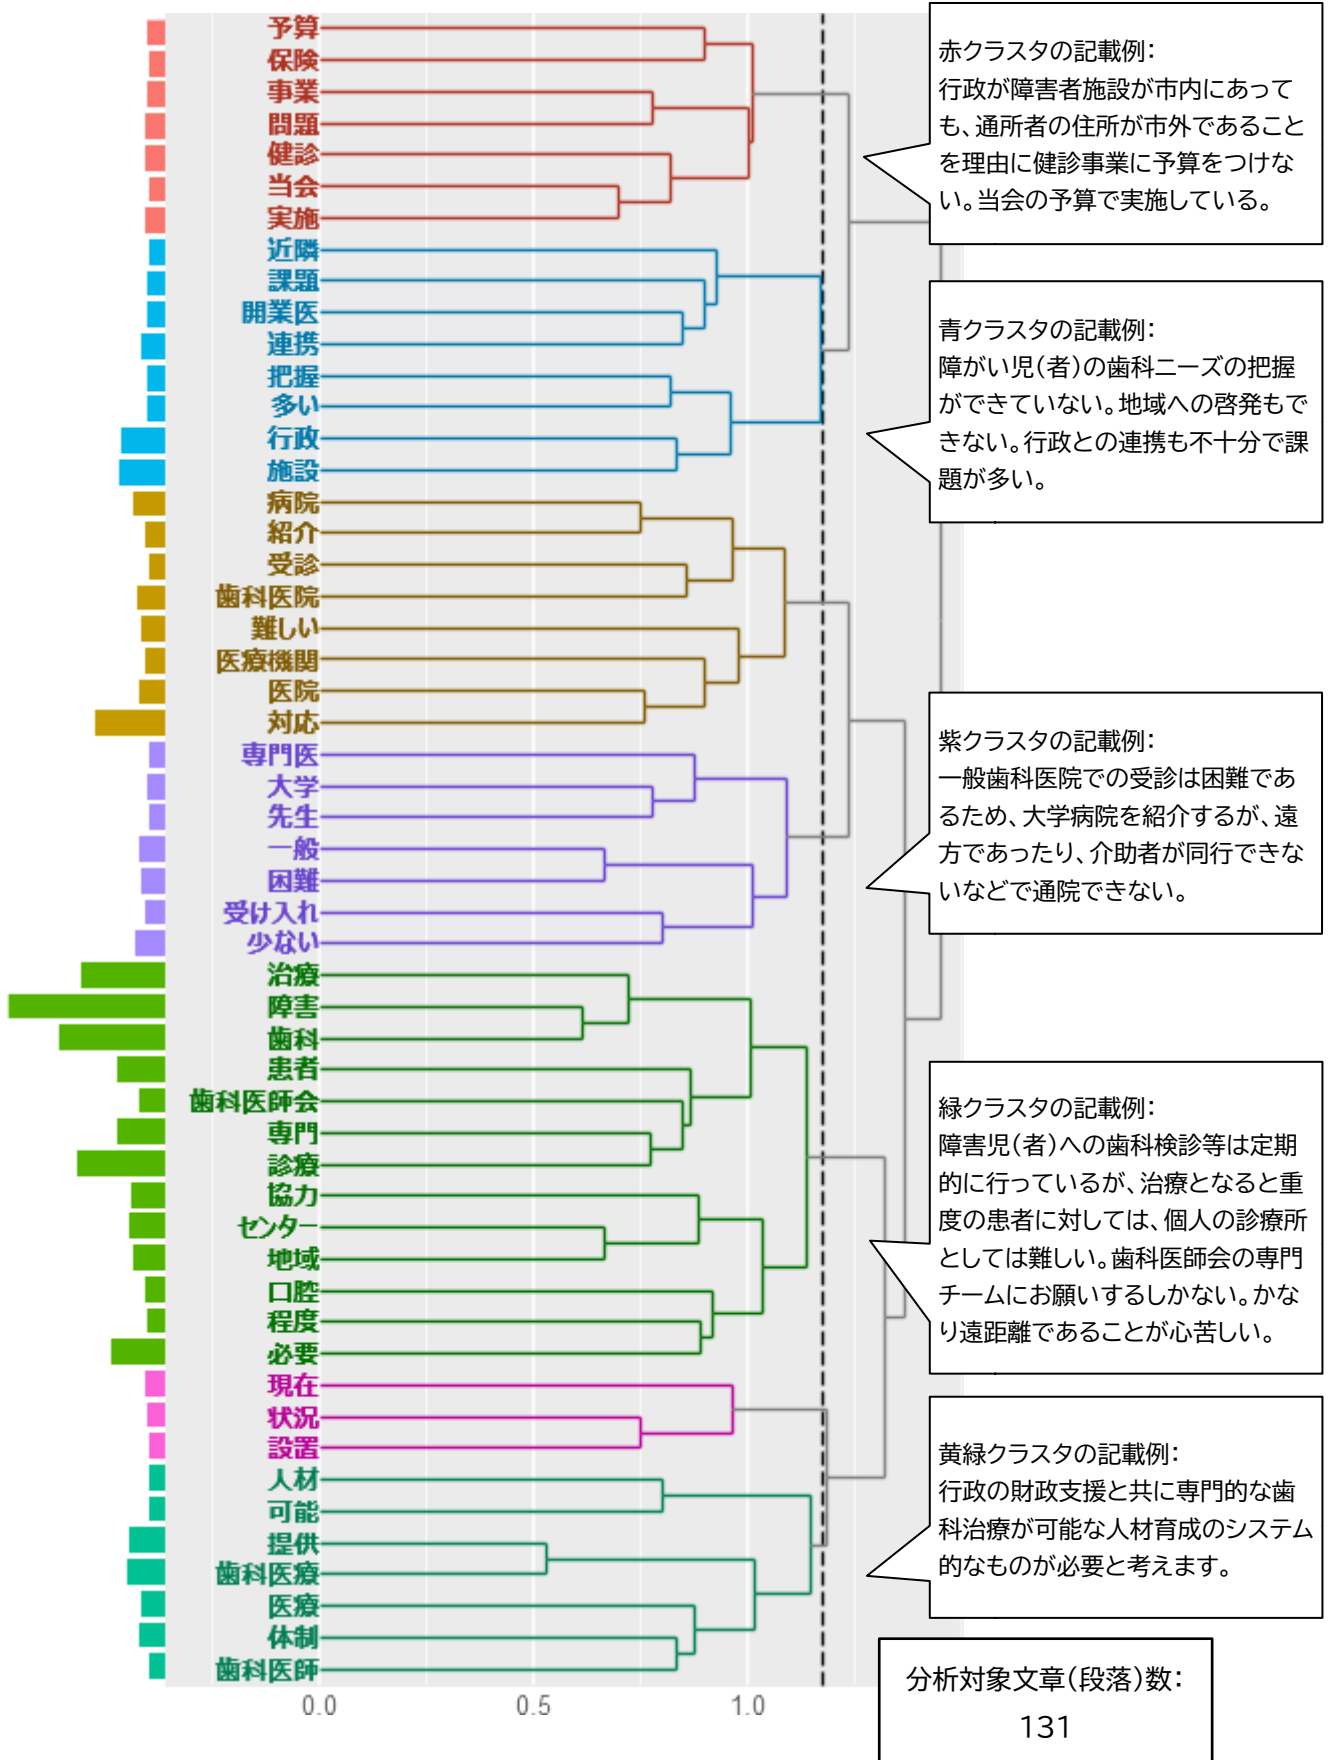 予算
保険
事業
問題
健診
当会
実施
近隣
課題
開業医
連携
把握
多い
行政
施設
病院
紹介
受診
歯科医院
難しい
医療機関
医院
対応
専門医
大学
先生
一般
困難
受け入れ
少ない
治療
障害
歯科
患者
歯科医師会
専門
診療
協力
センター
地域
口腔
程度
必要
現在
状況
設置
人材
可能
提供
歯科医療
医療
体制
歯科医師
0.0 0.5 1.0
赤クラスタの記載例：
行政が障害者施設が市内にあって
も、通所者の住所が市外であること
を理由に健診事業に予算をつけな
い。当会の予算で実施している。
青クラスタの記載例：
障がい児（者）の歯科ニーズの把握
ができていない。地域への啓発もで
きない。行政との連携も不十分で課
題が多い。
紫クラスタの記載例：
一般歯科医院での受診は困難であ
るため、大学病院を紹介するが、遠
方であったり、介助者が同行できな
いなどで通院できない。
緑クラスタの記載例：
障害児（者）への歯科検診等は定期
的に行っているが、治療となると重
度の患者に対しては、個人の診療所
としては難しい。歯科医師会の専門
チームにお願いするしかない。かな
り遠距離であることが心苦しい。
黄緑クラスタの記載例：
行政の財政支援と共に専門的な歯
科治療が可能な人材育成のシステム
的なものが必要と考えます。
分析対象文章（段落）数：
131